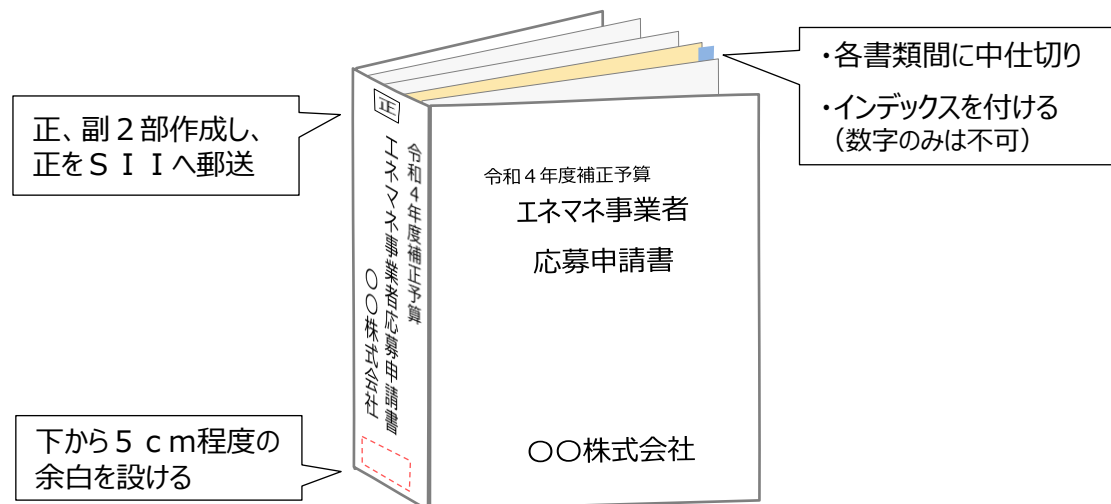 正、副２部作成し、
正をＳＩＩへ郵送
下から５ｃｍ程度の
余白を設ける
正
令和４年度補正予算
エネマネ事業者応募申請書
〇〇株式会社
令和４年度補正予算
エネマネ事業者
応募申請書
〇〇株式会社
・各書類間に中仕切り
・インデックスを付ける
（数字のみは不可）